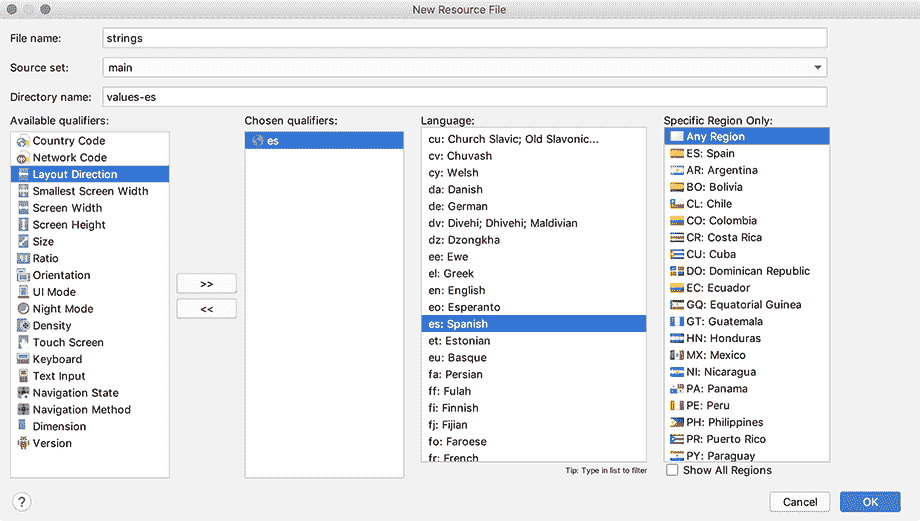 New Resource File
File name:
strings
Source set:
main
Directory name:
values-es
Available qualifiers:
Country Code
Network Code
Layout Direction
Smallest Screen Width
Screen Width
Screen Height
Size
Ratio
Orientation
UI Mode
Night Mode
Density
Touch Screen
Keyboard
Text Input
Navigation State
Navigation Method
Dimension
Version
>>
<<
Chosen qualifiers:
es
Language:
cu: Church Slavic; Old Slavonic...
cv: Chuvash
cy: Welsh
da: Danish
de: German
dv: Divehi; Dhivehi; Maldivian
dz: Dzongkha
ee: Ewe
el: Greek
en: English
eo: Esperanto
es: Spanish
et: Estonian
eu: Basque
fa: Persian
ff: Fulah
fi: Finnish
fj: Fijian
fo: Faroese
fr: French
Tip: Type in list to filter
Specific Region Only:
Any Region
ES: Spain
AR: Argentina
BO: Bolivia
CL: Chile
CO: Colombia
CR: Costa Rica
CU: Cuba
DO: Dominican Republic
EC: Ecuador
GQ: Equatorial Guinea
GT: Guatemala
HN: Honduras
MX: Mexico
NI: Nicaragua
PA: Panama
PE: Peru
PH: Philippines
PR: Puerto Rico
PY: Paraguay
Show All Regions
?
Cancel
OK